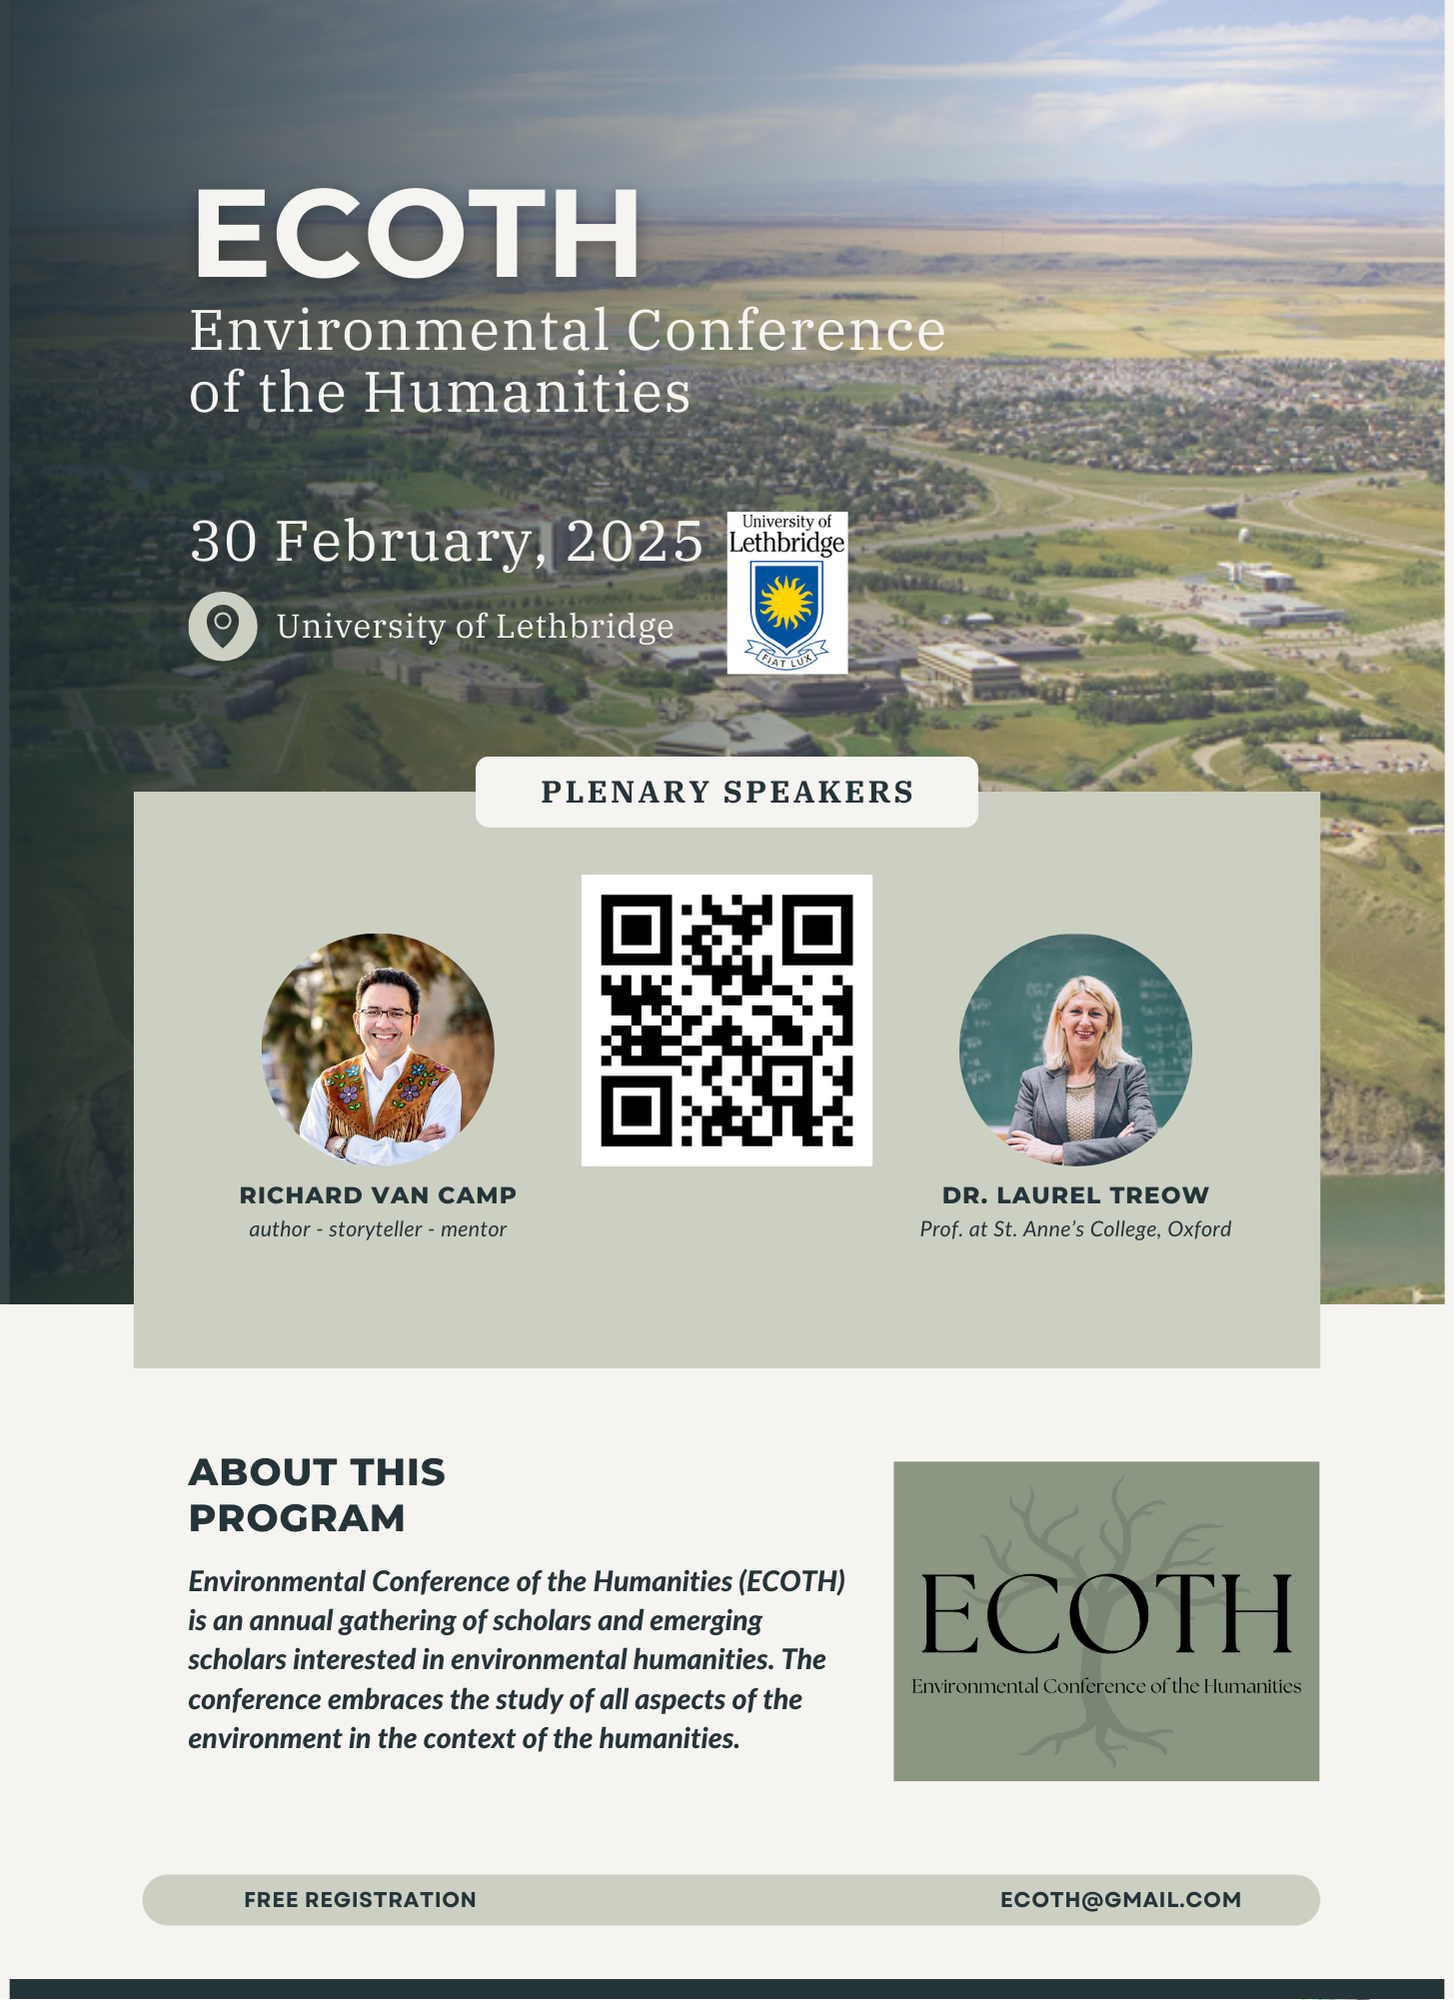 ECOTH
Environmental Conference
of the Humanities
30 February, 2025
University of Lethbridge
University of
Lethbridge
FIAT LUX
PLENARY SPEAKERS
RICHARD VAN CAMP
author - storyteller - mentor
DR. LAUREL TREOW
Prof. at St. Anne's College, Oxford
ABOUT THIS
PROGRAM
Environmental Conference of the Humanities (ECOTH)
is an annual gathering of scholars and emerging
scholars interested in environmental humanities. The
conference embraces the study of all aspects of the
environment in the context of the humanities.
ECOTH
Environmental Conference of the Humanities
FREE REGISTRATION
ECOTH@GMAIL.COM